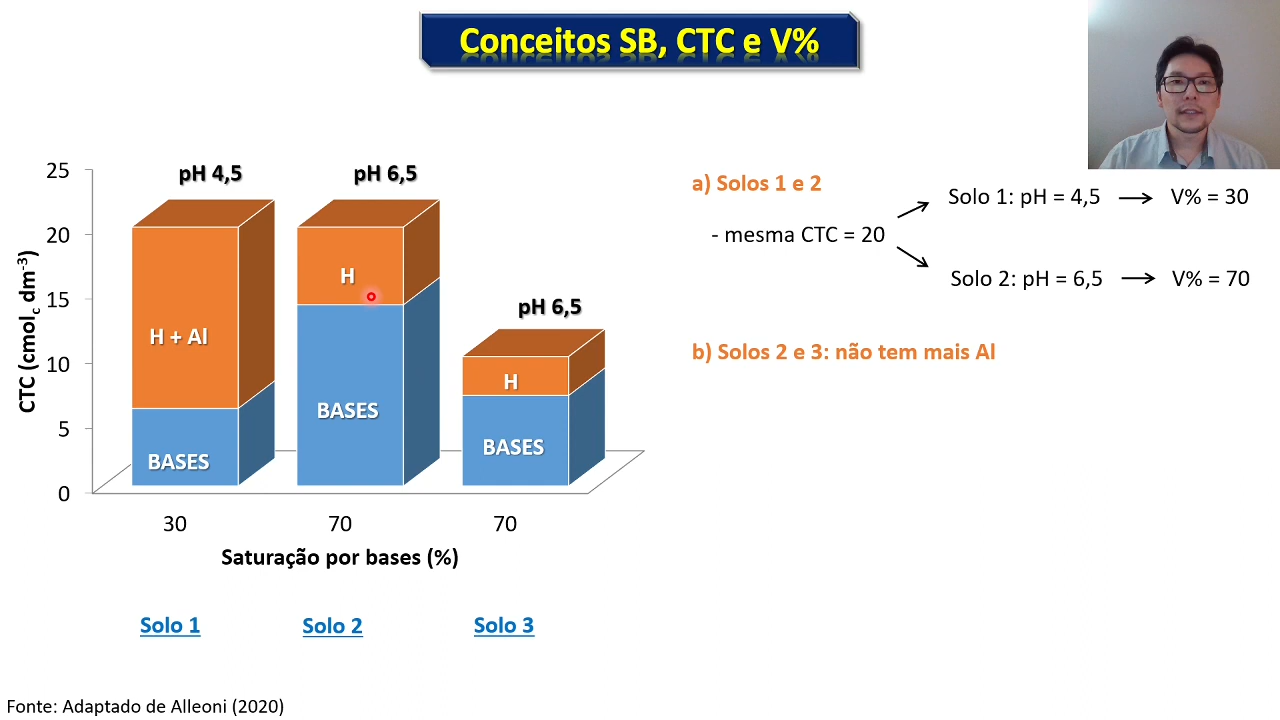 Conceitos SB, CTC e V%
25
20
15
10
5
0
CTC (cmolc dm-3)
pH 4,5
pH 6,5
pH 6,5
H + Al
BASES
H
BASES
H
BASES
30
70
70
Saturação por bases (%)
Solo 1
Solo 2
Solo 3
a) Solos 1 e 2
- mesma CTC = 20
Solo 1: pH = 4,5 → V% = 30
Solo 2: pH = 6,5 → V% = 70
b) Solos 2 e 3: não tem mais Al
Fonte: Adaptado de Alleoni (2020)